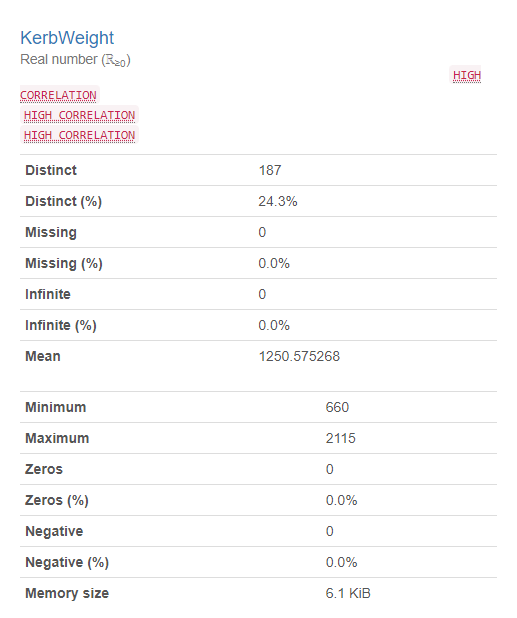 KerbWeight
Real number (ℝ≥0)
HIGH
CORRELATION
HIGH CORRELATION
HIGH CORRELATION
Distinct 187
Distinct (%) 24.3%
Missing 0
Missing (%) 0.0%
Infinite 0
Infinite (%) 0.0%
Mean 1250.575268
Minimum 660
Maximum 2115
Zeros 0
Zeros (%) 0.0%
Negative 0
Negative (%) 0.0%
Memory size 6.1 KiB